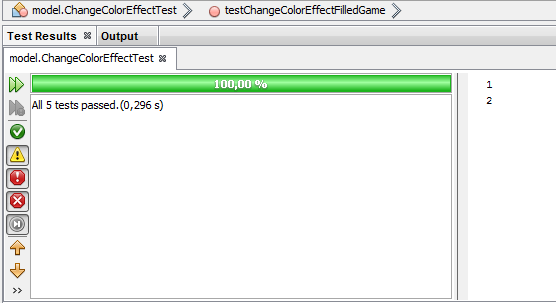 model.ChangeColorEffectTest testChangeColorEffectFilledGame
Test Results Output
model.ChangeColorEffectTest
100,00 %
All 5 tests passed.(0,296 s)
1
2